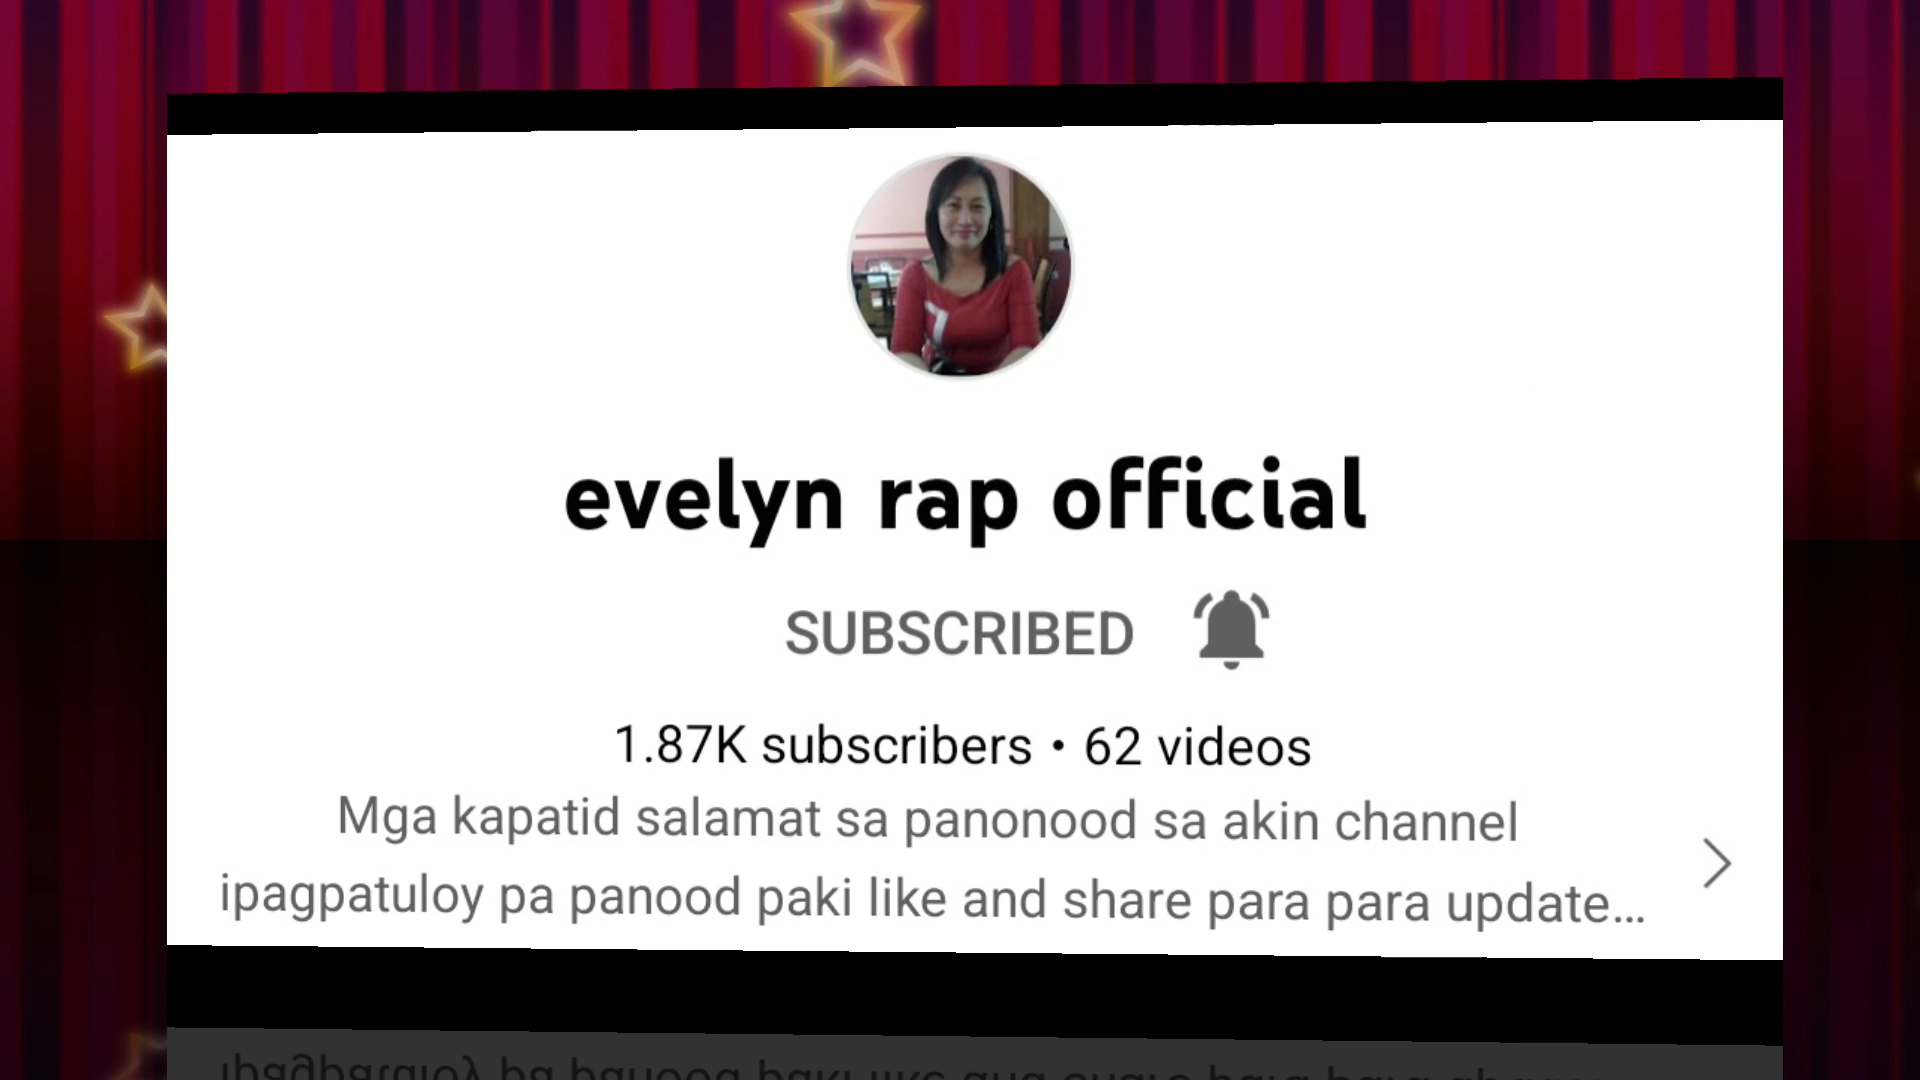 evelyn rap official
SUBSCRIBED
1.87K subscribers • 62 videos
Mga kapatid salamat sa panonood sa akin channel
ipagpatuloy pa panood paki like and share para para update...